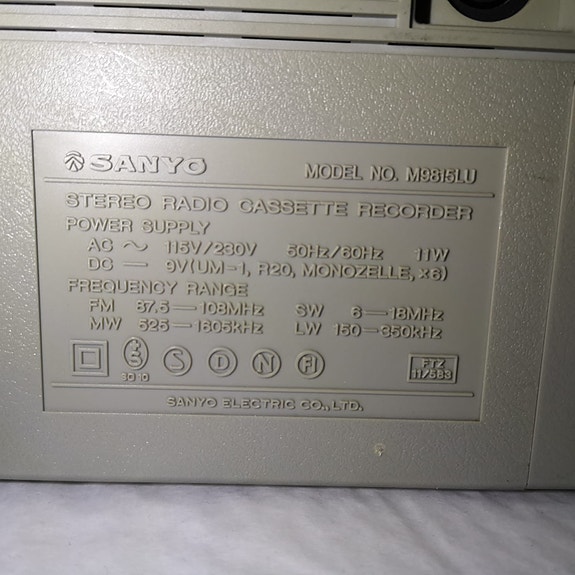 SANYO MODEL NO. M9815LU
STEREO RADIO CASSETTE RECORDER
POWER SUPPLY
AC ~ 115V/230V 50Hz/60Hz 11W
DC — 9V(UM-1, R20, MONOZELLE, x6)
FREQUENCY RANGE
FM 87.5—108MHz SW 6—18MHz
MW 525—1605kHz LW 150—350kHz
S D N FI FTZ
11/583
SANYO ELECTRIC CO., LTD.